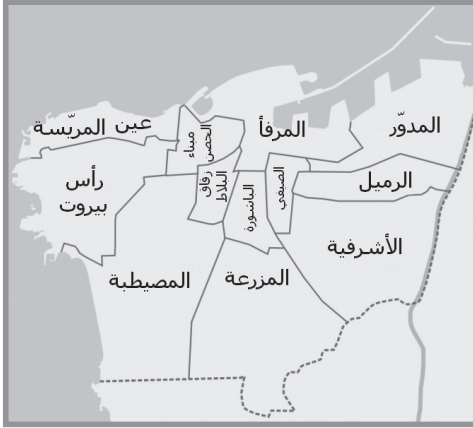 المدوّر
المرفأ
عين المريّسة
ميناء
الحصن
الرميل
الصيفي
الباشورة
زقاق
البلاط
رأس
بيروت
الأشرفية
المزرعة
المصيطبة